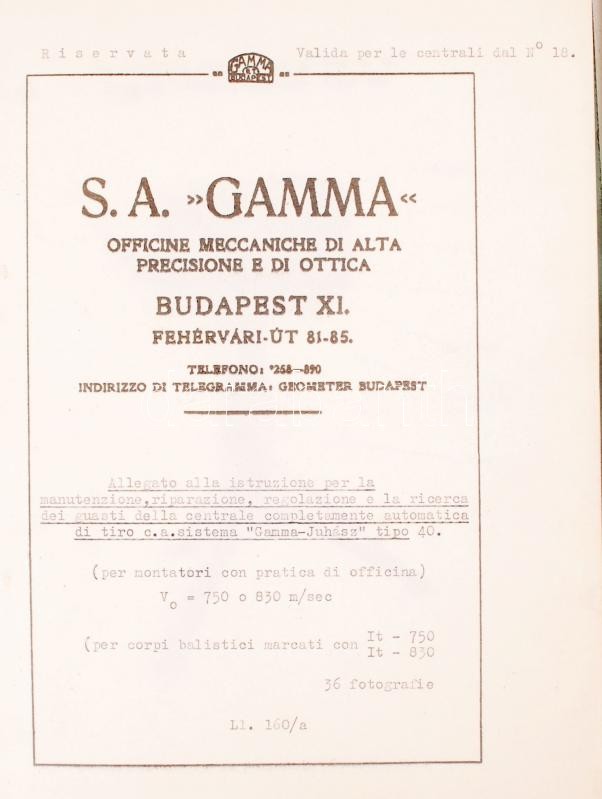 Riservata Valida per le centrali dal N° 18.
GAMMA
BUDAPEST
S. A. »GAMMA«
OFFICINE MECCANICHE DI ALTA
PRECISIONE E DI OTTICA
BUDAPEST XI.
FEHÉRVÁRI-ÚT 81-85.
TELEFONO: *268—890
INDIRIZZO DI TELEGRAMMA: GEOMETER BUDAPEST
Allegato alla istruzione per la
manutenzione,riparazione, regolazione e la ricerca
dei guasti della centrale completamente automatica
di tiro c.a.sistema "Gamma-Juhász" tipo 40.
(per montatori con pratica di officina)
Vo = 750 o 830 m/sec
(per corpi balistici marcati con It - 750
It - 830
36 fotografie
L1. 160/a